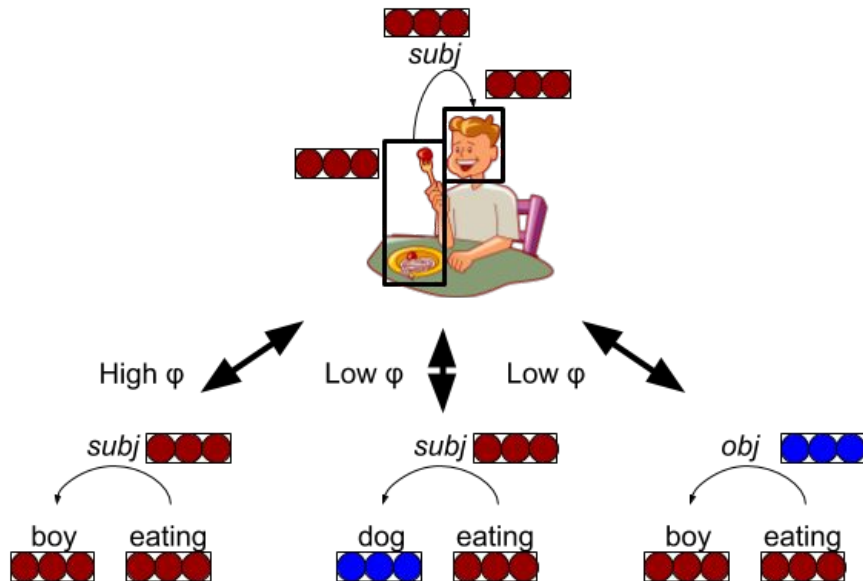 subj
High φ
Low φ
Low φ
subj
subj
obj
boy eating
dog eating
boy eating